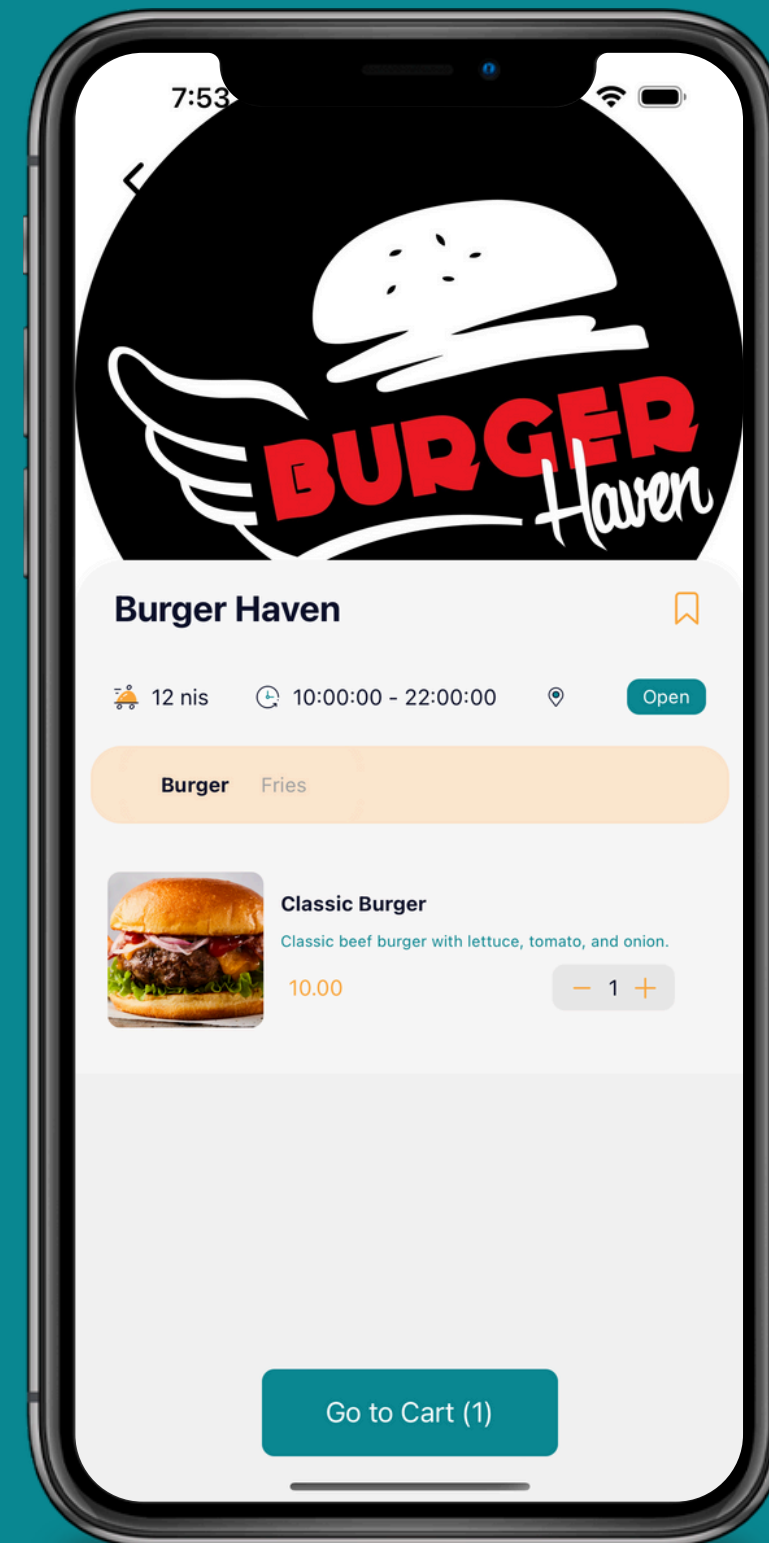 7:53
BURGER
Haven
Burger Haven
12 nis 10:00:00 - 22:00:00 Open
Burger Fries
Classic Burger
Classic beef burger with lettuce, tomato, and onion.
10.00 − 1 +
Go to Cart (1)